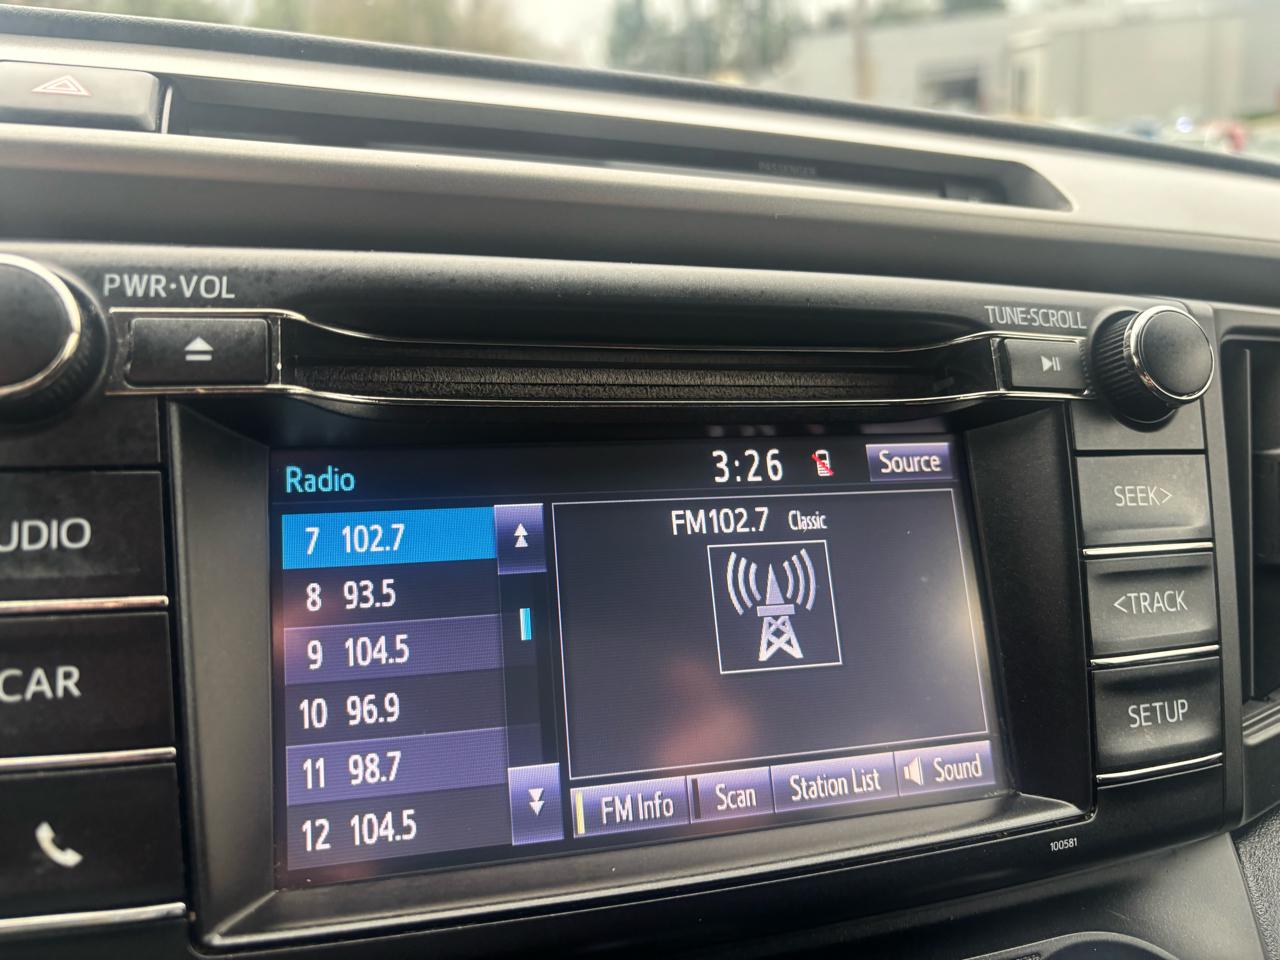 PASSENGER
PWR·VOL
TUNE·SCROLL
Radio
3:26
Source
7 102.7
8 93.5
9 104.5
10 96.9
11 98.7
12 104.5
FM102.7 Classic
FM Info
Scan
Station List
Sound
UDIO
CAR
SEEK>
<TRACK
SETUP
100581